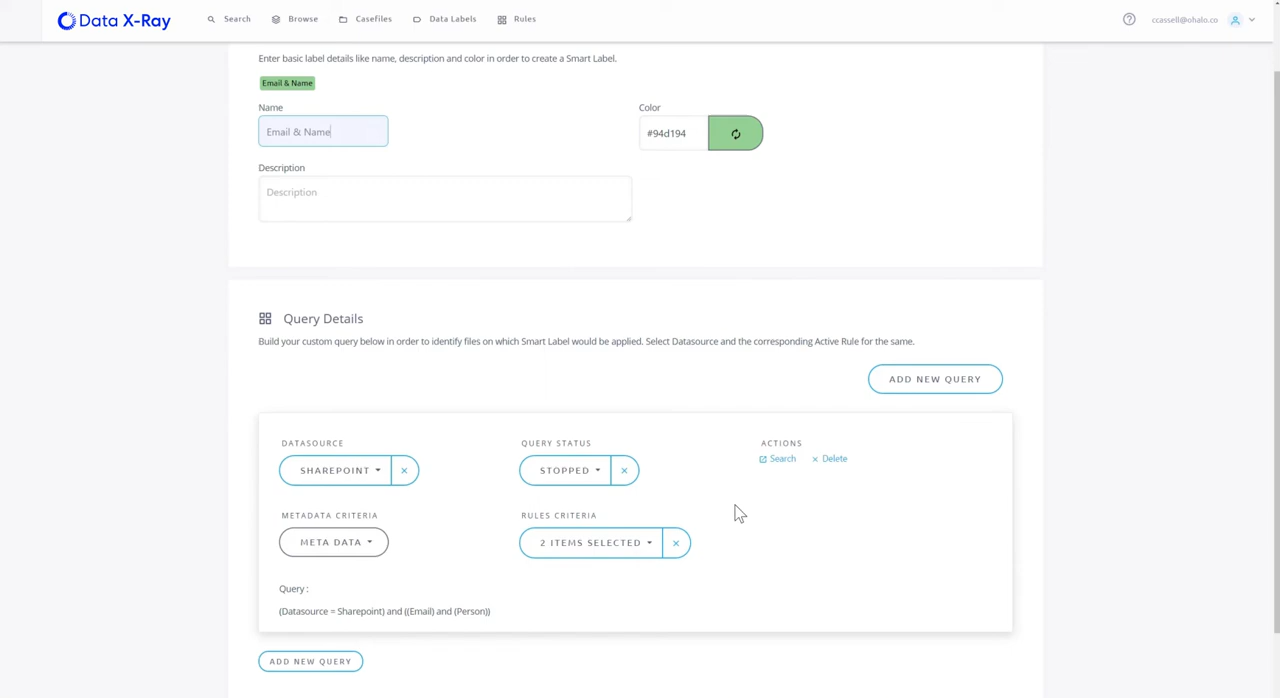 Data X-Ray
Search
Browse
Casefiles
Data Labels
Rules
ccassell@ohalo.co
Enter basic label details like name, description and color in order to create a Smart Label.
Email & Name
Name
Color
Email & Name
#94d194
Description
Description
Query Details
Build your custom query below in order to identify files on which Smart Label would be applied. Select Datasource and the corresponding Active Rule for the same.
ADD NEW QUERY
DATASOURCE
QUERY STATUS
ACTIONS
SHAREPOINT
STOPPED
Search
Delete
METADATA CRITERIA
RULES CRITERIA
META DATA
2 ITEMS SELECTED
Query :
(Datasource = Sharepoint) and ((Email) and (Person))
ADD NEW QUERY